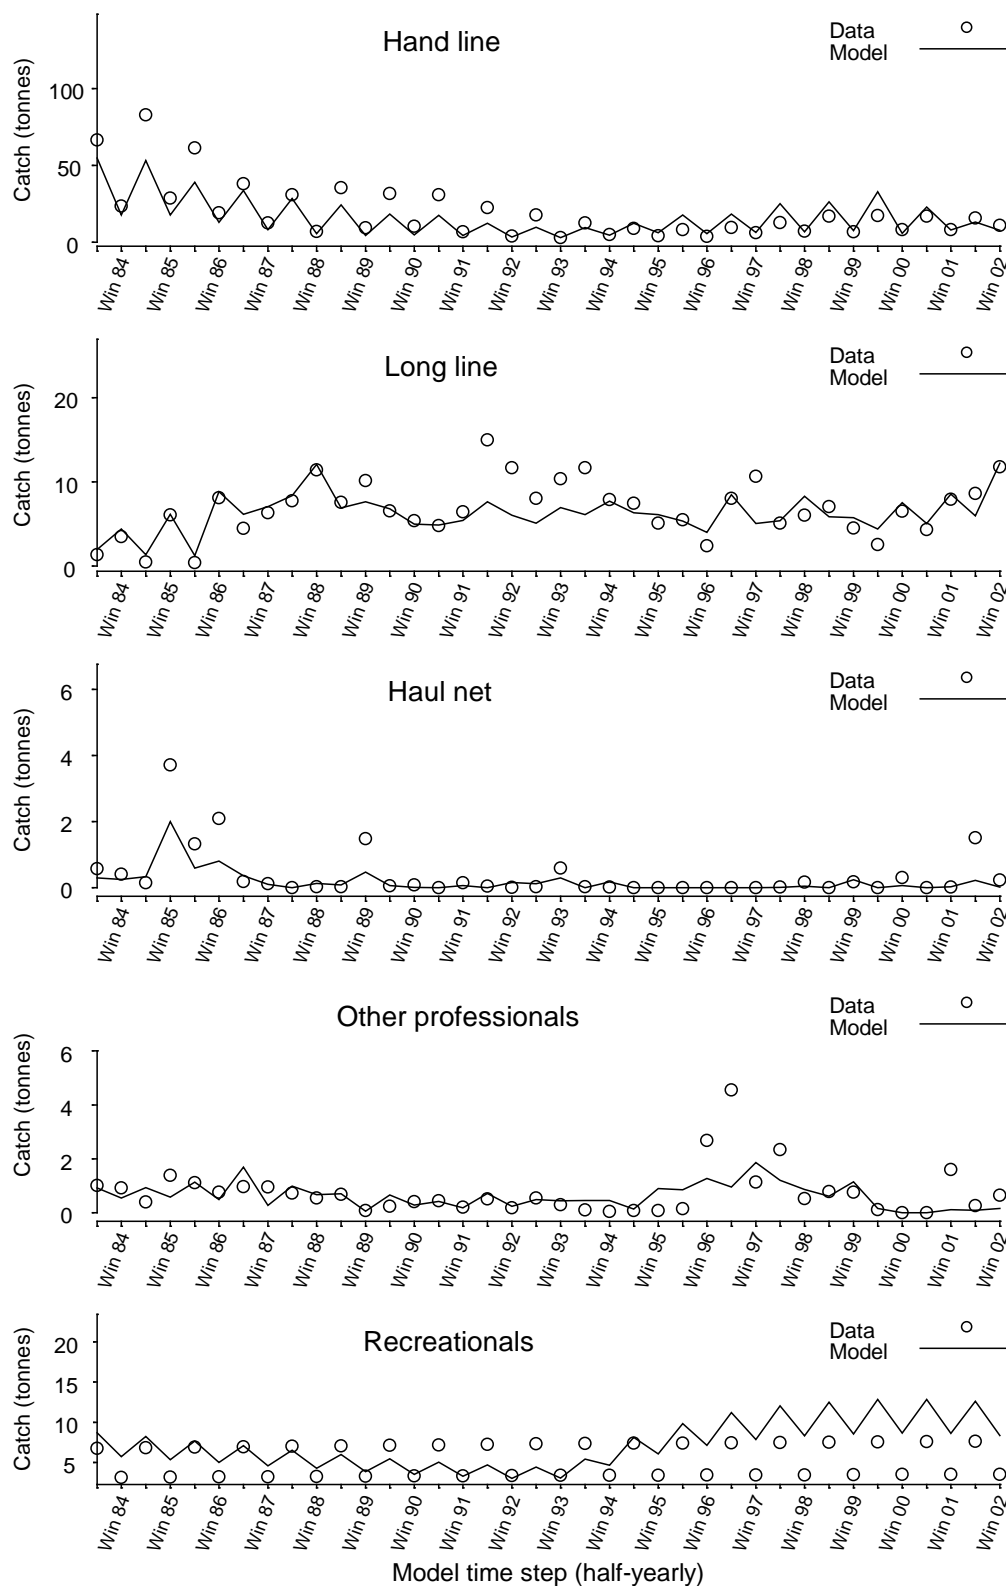 Hand line
Data
Model
Catch (tonnes)
100
50
0
Win 84 Win 85 Win 86 Win 87 Win 88 Win 89 Win 90 Win 91 Win 92 Win 93 Win 94 Win 95 Win 96 Win 97 Win 98 Win 99 Win 00 Win 01 Win 02
Long line
Data
Model
Catch (tonnes)
20
10
0
Win 84 Win 85 Win 86 Win 87 Win 88 Win 89 Win 90 Win 91 Win 92 Win 93 Win 94 Win 95 Win 96 Win 97 Win 98 Win 99 Win 00 Win 01 Win 02
Haul net
Data
Model
Catch (tonnes)
6
4
2
0
Win 84 Win 85 Win 86 Win 87 Win 88 Win 89 Win 90 Win 91 Win 92 Win 93 Win 94 Win 95 Win 96 Win 97 Win 98 Win 99 Win 00 Win 01 Win 02
Other professionals
Data
Model
Catch (tonnes)
6
4
2
0
Win 84 Win 85 Win 86 Win 87 Win 88 Win 89 Win 90 Win 91 Win 92 Win 93 Win 94 Win 95 Win 96 Win 97 Win 98 Win 99 Win 00 Win 01 Win 02
Recreationals
Data
Model
Catch (tonnes)
20
15
10
5
Win 84 Win 85 Win 86 Win 87 Win 88 Win 89 Win 90 Win 91 Win 92 Win 93 Win 94 Win 95 Win 96 Win 97 Win 98 Win 99 Win 00 Win 01 Win 02
Model time step (half-yearly)